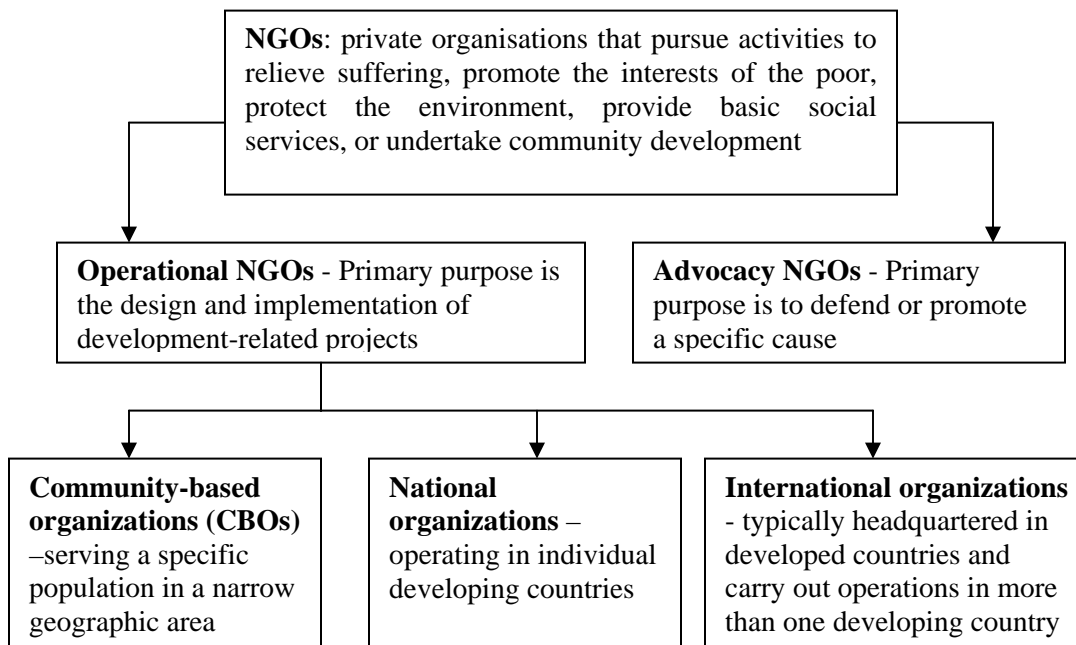 NGOs: private organisations that pursue activities to
relieve suffering, promote the interests of the poor,
protect the environment, provide basic social
services, or undertake community development
Operational NGOs - Primary purpose is
the design and implementation of
development-related projects
Advocacy NGOs - Primary
purpose is to defend or promote
a specific cause
Community-based
organizations (CBOs)
–serving a specific
population in a narrow
geographic area
National
organizations –
operating in individual
developing countries
International organizations
- typically headquartered in
developed countries and
carry out operations in more
than one developing country